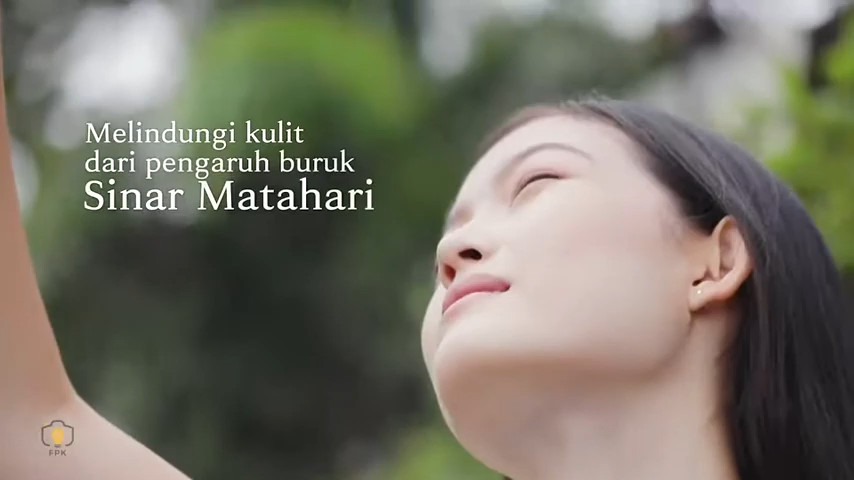 Melindungi kulit
dari pengaruh buruk
Sinar Matahari
FPK